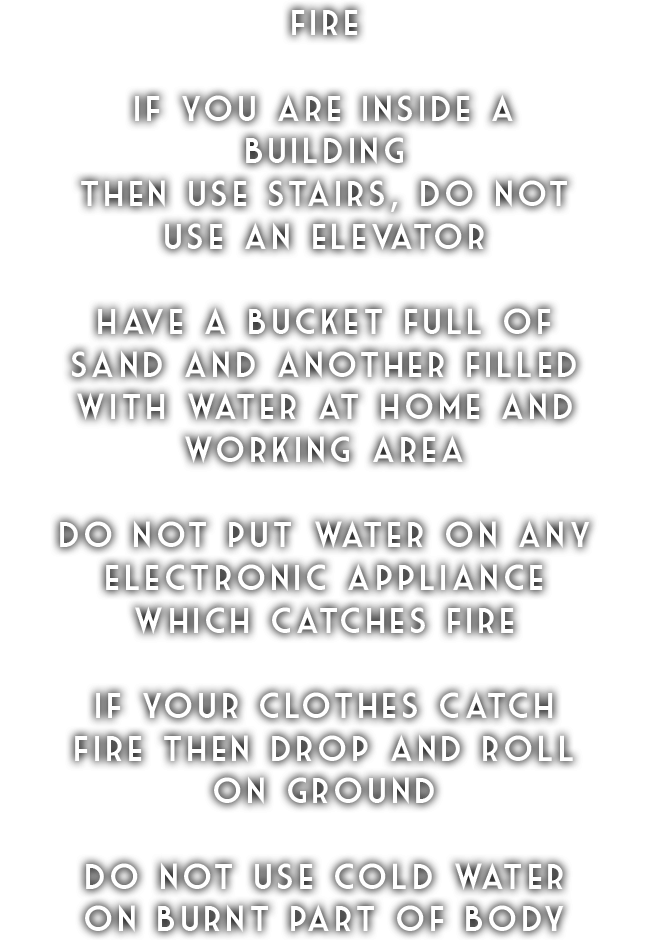 FIRE
IF YOU ARE INSIDE A
BUILDING
THEN USE STAIRS, DO NOT
USE AN ELEVATOR
HAVE A BUCKET FULL OF
SAND AND ANOTHER FILLED
WITH WATER AT HOME AND
WORKING AREA
DO NOT PUT WATER ON ANY
ELECTRONIC APPLIANCE
WHICH CATCHES FIRE
IF YOUR CLOTHES CATCH
FIRE THEN DROP AND ROLL
ON GROUND
DO NOT USE COLD WATER
ON BURNT PART OF BODY